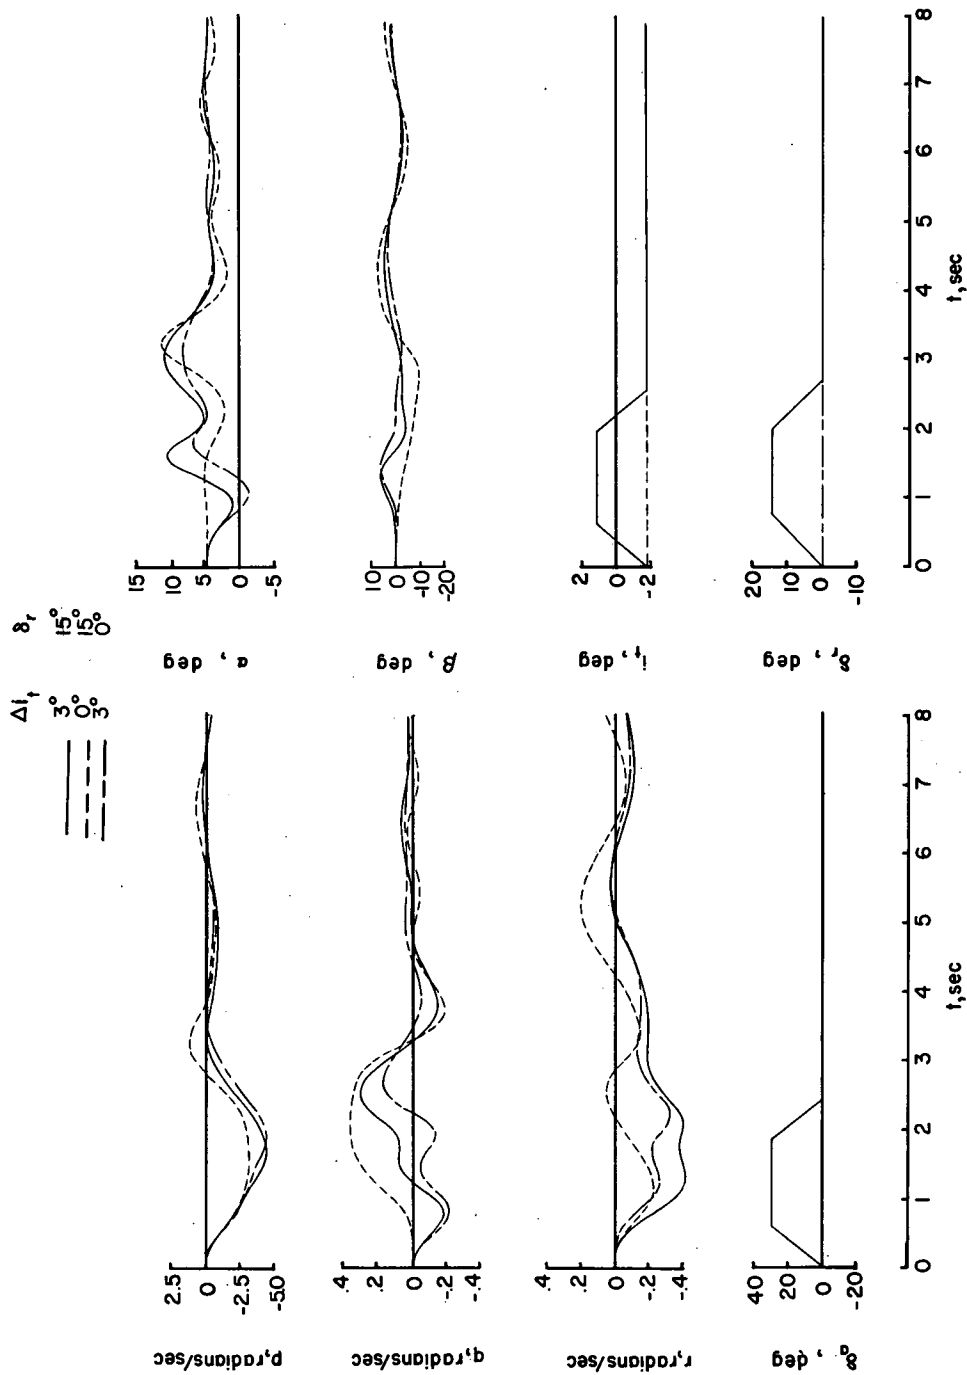 Δi_t δ_r
3° 15°
0° 15°
3° 0°
p, radians/sec
2.5
0
-2.5
-5.0
q, radians/sec
.4
.2
0
-.2
-.4
r, radians/sec
.4
.2
0
-.2
-.4
δ_a, deg
40
20
0
-20
0 1 2 3 4 5 6 7 8
t, sec
α, deg
15
10
5
0
-5
β, deg
10
0
-10
-20
i_t, deg
2
0
-2
δ_r, deg
20
10
0
-10
0 1 2 3 4 5 6 7 8
t, sec